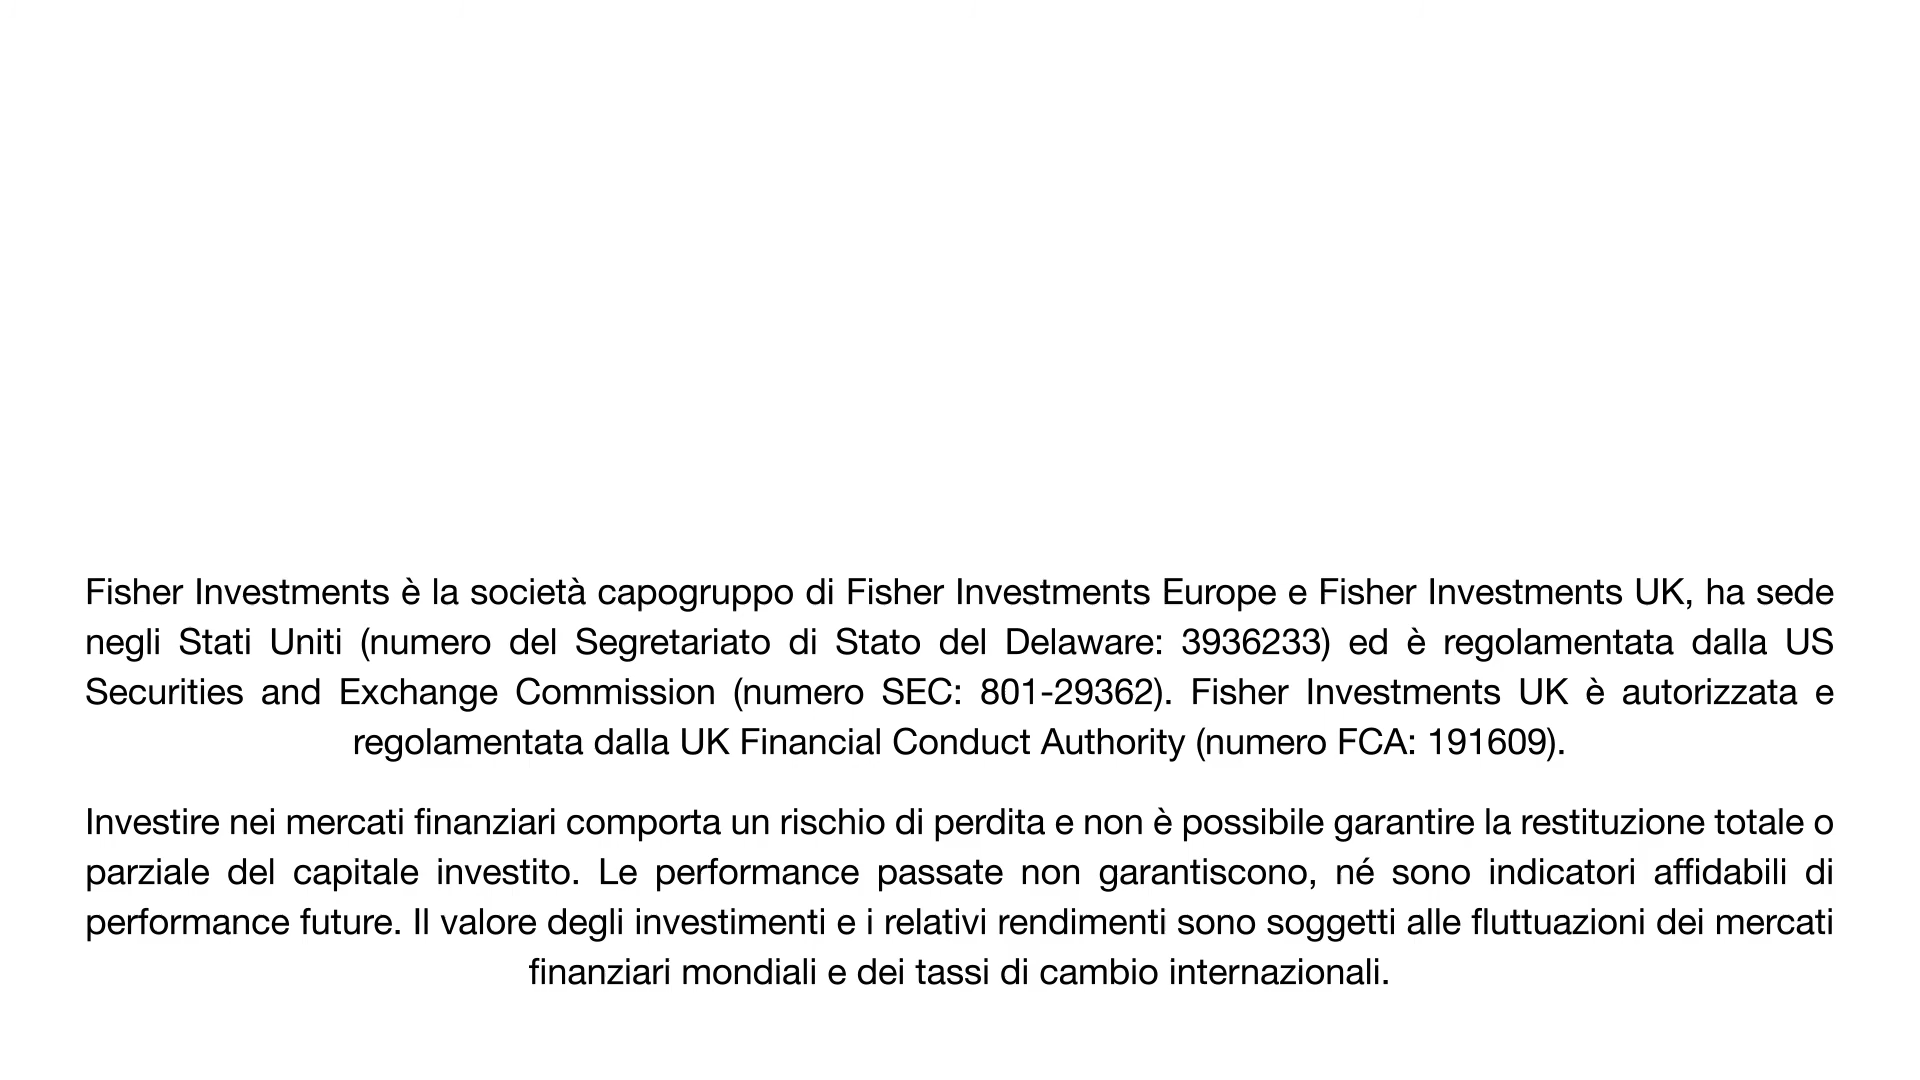 Fisher Investments è la società capogruppo di Fisher Investments Europe e Fisher Investments UK, ha sede
negli Stati Uniti (numero del Segretariato di Stato del Delaware: 3936233) ed è regolamentata dalla US
Securities and Exchange Commission (numero SEC: 801-29362). Fisher Investments UK è autorizzata e
regolamentata dalla UK Financial Conduct Authority (numero FCA: 191609).
Investire nei mercati finanziari comporta un rischio di perdita e non è possibile garantire la restituzione totale o
parziale del capitale investito. Le performance passate non garantiscono, né sono indicatori affidabili di
performance future. Il valore degli investimenti e i relativi rendimenti sono soggetti alle fluttuazioni dei mercati
finanziari mondiali e dei tassi di cambio internazionali.